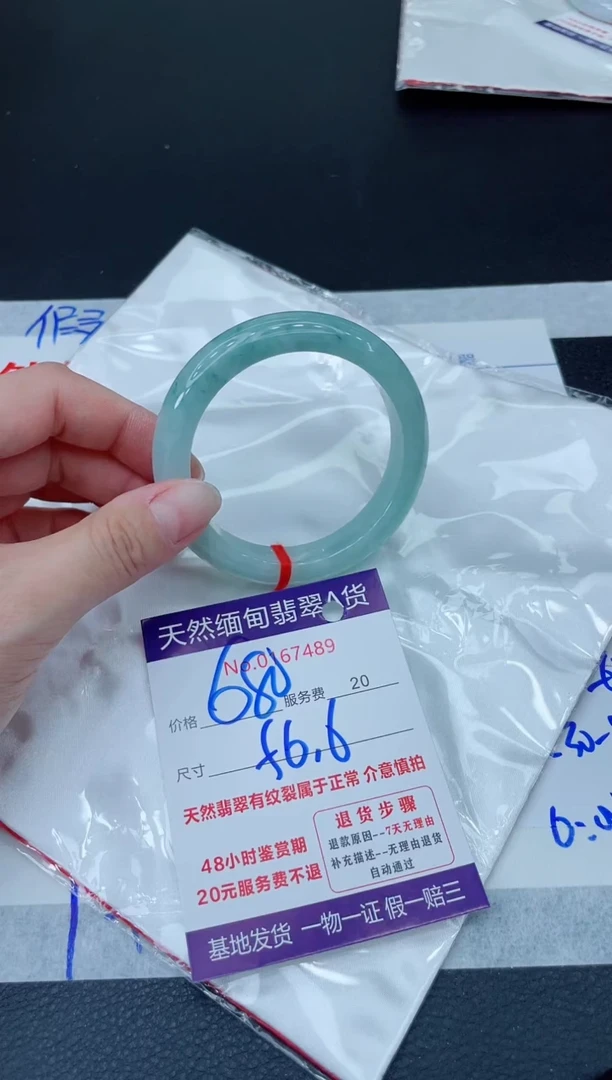 假
天然缅甸翡翠A货
No.0167489
价格 680 服务费 20
尺寸 56.6
天然翡翠有纹裂属于正常 介意慎拍
48小时鉴赏期
20元服务费不退
退货步骤
退款原因--7天无理由
补充描述--无理由退货
自动通过
基地发货 一物一证 假一赔三